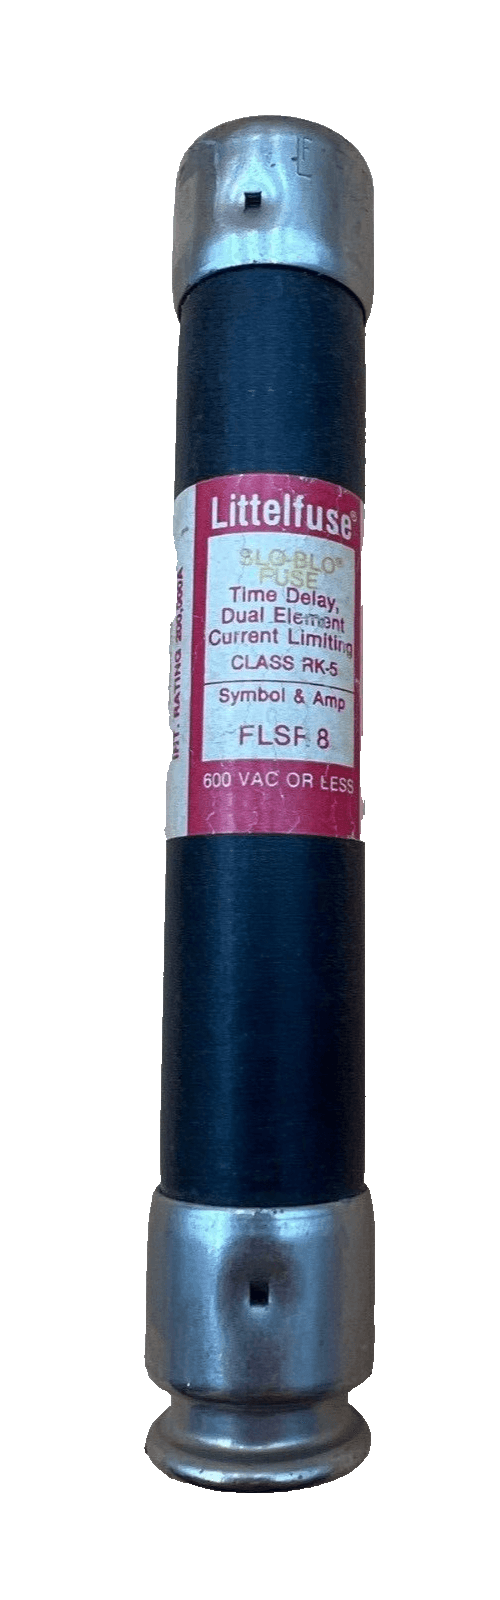 LF
Littelfuse®
SLO-BLO®
FUSE
Time Delay,
Dual Element
Current Limiting
CLASS RK-5
Symbol & Amp
FLSR 8
600 VAC OR LESS
INT. RATING 200,000A